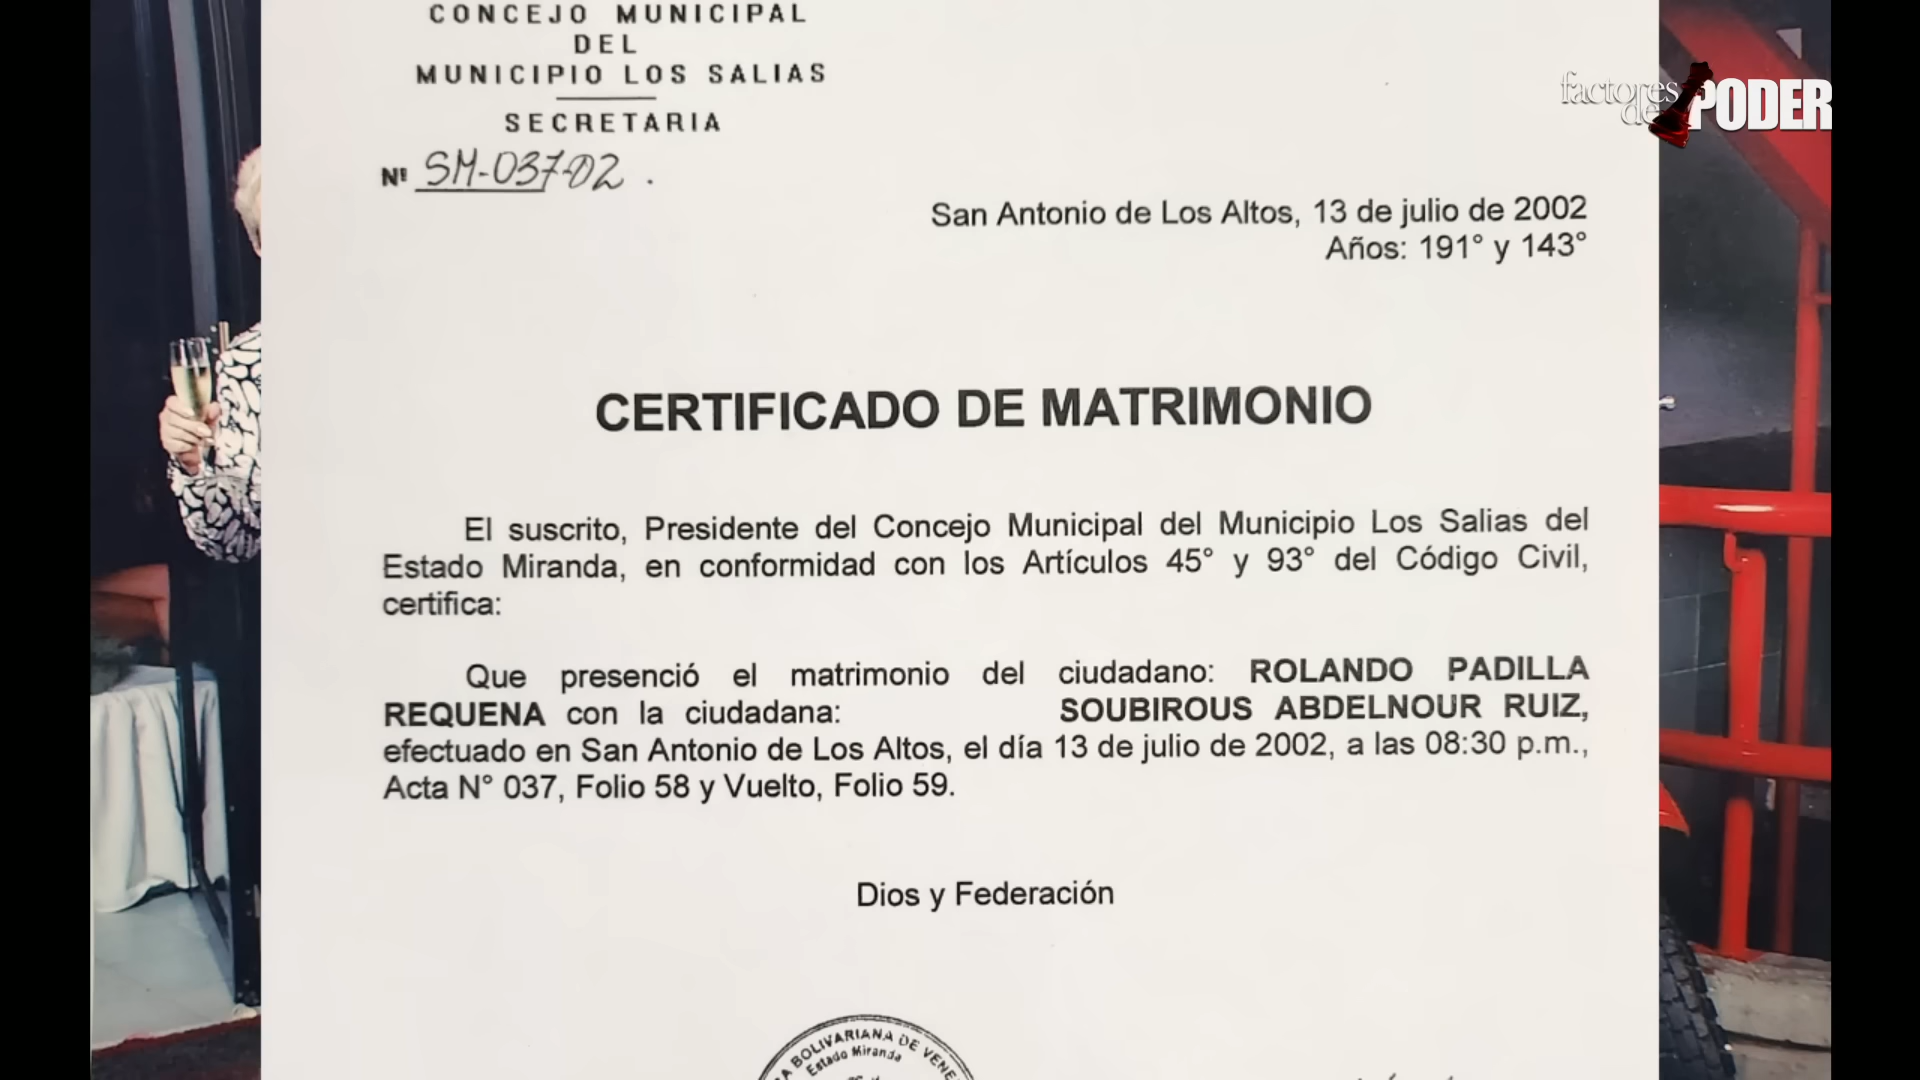 CONCEJO MUNICIPAL
DEL
MUNICIPIO LOS SALIAS
SECRETARIA
Nº SM-037-02.
factores de PODER
San Antonio de Los Altos, 13 de julio de 2002
Años: 191° y 143°
CERTIFICADO DE MATRIMONIO
El suscrito, Presidente del Concejo Municipal del Municipio Los Salias del
Estado Miranda, en conformidad con los Artículos 45° y 93° del Código Civil,
certifica:
Que presenció el matrimonio del ciudadano: ROLANDO PADILLA
REQUENA con la ciudadana: SOUBIROUS ABDELNOUR RUIZ,
efectuado en San Antonio de Los Altos, el día 13 de julio de 2002, a las 08:30 p.m.,
Acta N° 037, Folio 58 y Vuelto, Folio 59.
Dios y Federación
BOLIVARIANA DE
Estado Miranda